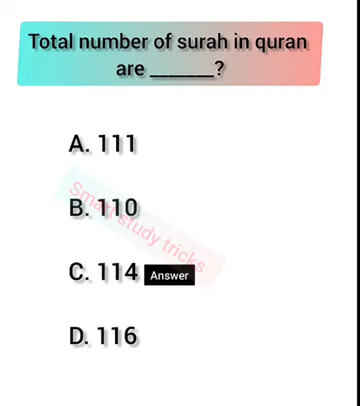 Total number of surah in quran
are _______?
A. 111
B. 110
Smart study tricks
C. 114 Answer
D. 116